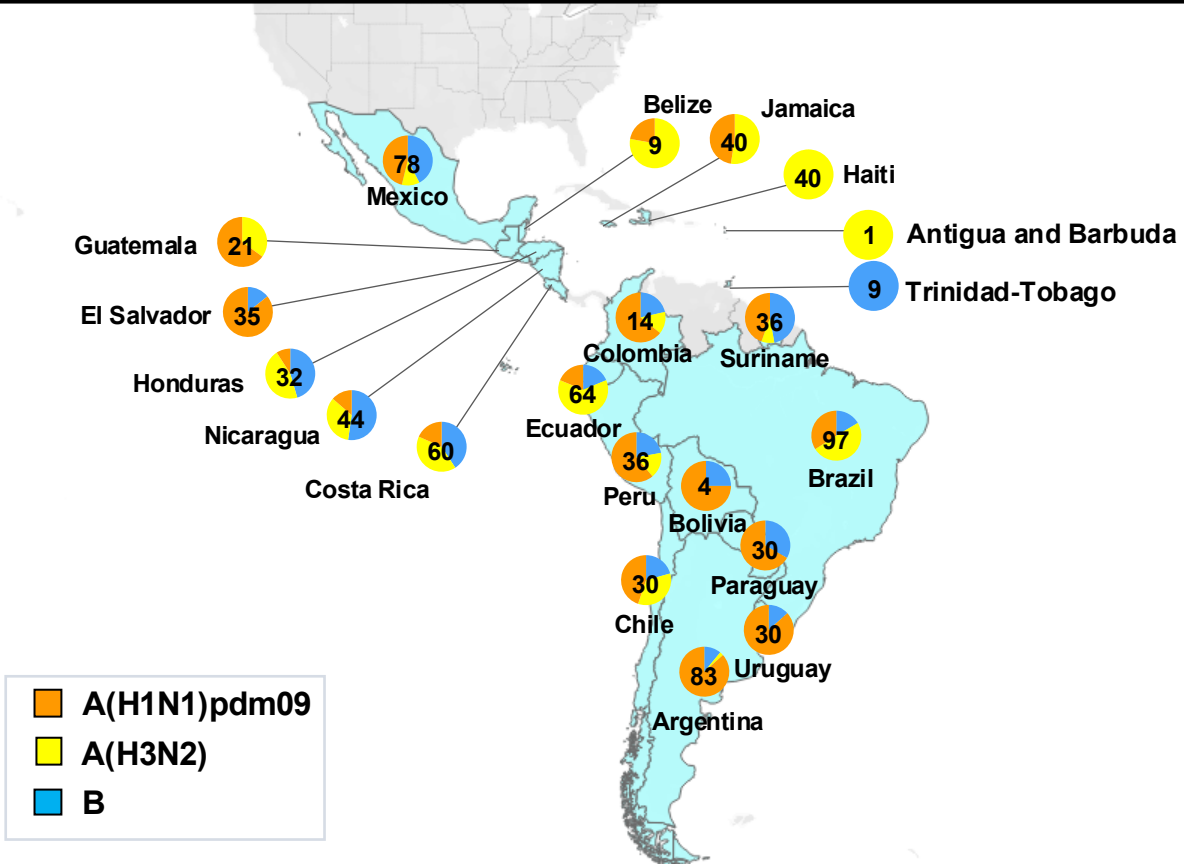 Belize
9
Jamaica
40
40
Haiti
78
Mexico
1
Antigua and Barbuda
Guatemala
21
9
Trinidad-Tobago
El Salvador
35
14
Colombia
36
Suriname
Honduras
32
64
Ecuador
Nicaragua
44
97
Brazil
60
Costa Rica
36
Peru
4
Bolivia
30
Paraguay
30
Chile
30
Uruguay
83
Argentina
A(H1N1)pdm09
A(H3N2)
B